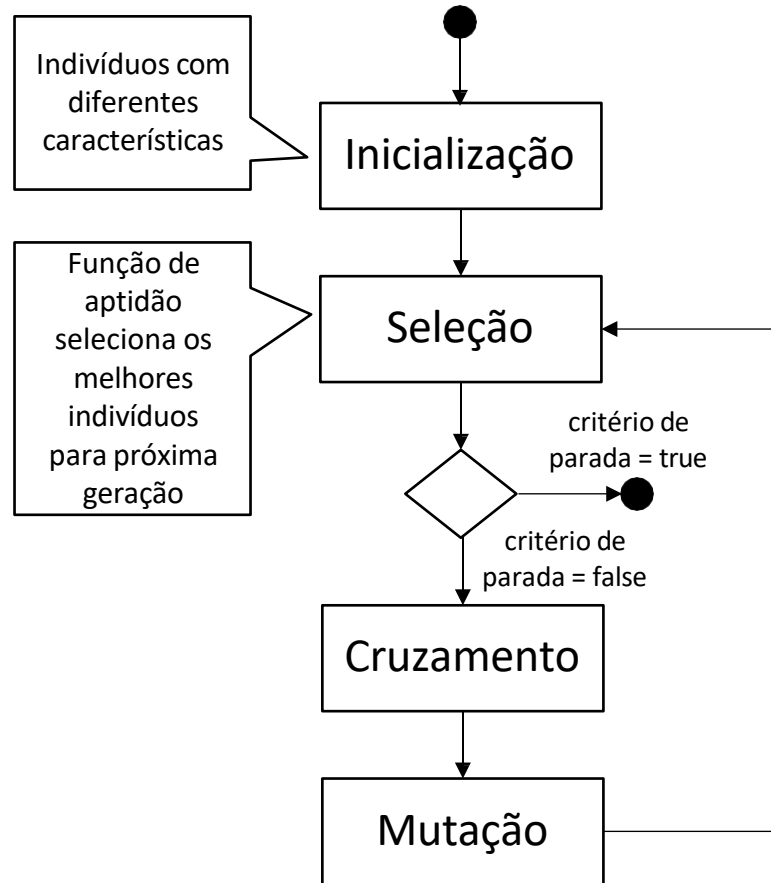 Indivíduos com
diferentes
característícas
Inicialização
Função de
aptidão
seleciona os
melhores
indivíduos
para próxima
geração
Seleção
critério de
parada = true
critério de
parada = false
Cruzamento
Mutação